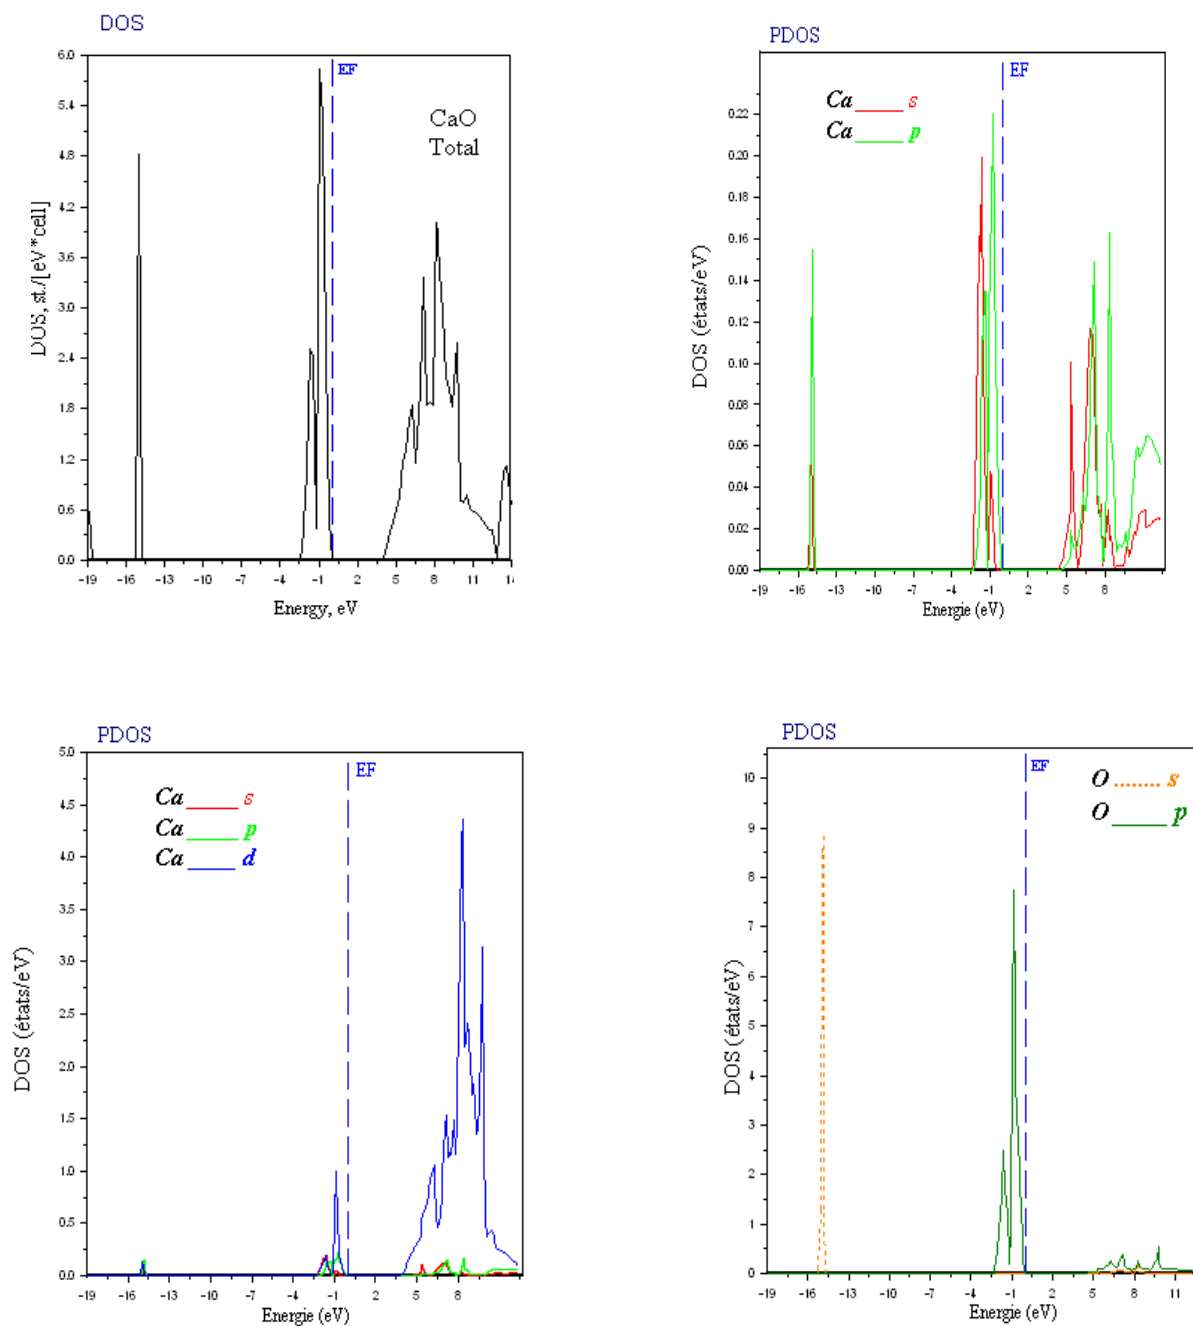 DOS
6.0
5.4
4.8
4.2
3.6
3.0
2.4
1.8
1.2
0.6
0.0
EF
CaO
Total
DOS, st./[eV*cell]
-19 -16 -13 -10 -7 -4 -1 2 5 8 11 14
Energy, eV
PDOS
0.22
0.20
0.18
0.16
0.14
0.12
0.10
0.08
0.06
0.04
0.02
0.00
EF
Ca s
Ca p
DOS (états/eV)
-19 -16 -13 -10 -7 -4 -1 2 5 8
Energie (eV)
PDOS
5.0
4.5
4.0
3.5
3.0
2.5
2.0
1.5
1.0
0.5
0.0
EF
Ca s
Ca p
Ca d
DOS (états/eV)
-19 -16 -13 -10 -7 -4 -1 2 5 8
Energie (eV)
PDOS
10
9
8
7
6
5
4
3
2
1
0
EF
O ........ s
O p
DOS (états/eV)
-19 -16 -13 -10 -7 -4 -1 2 5 8 11
Energie (eV)